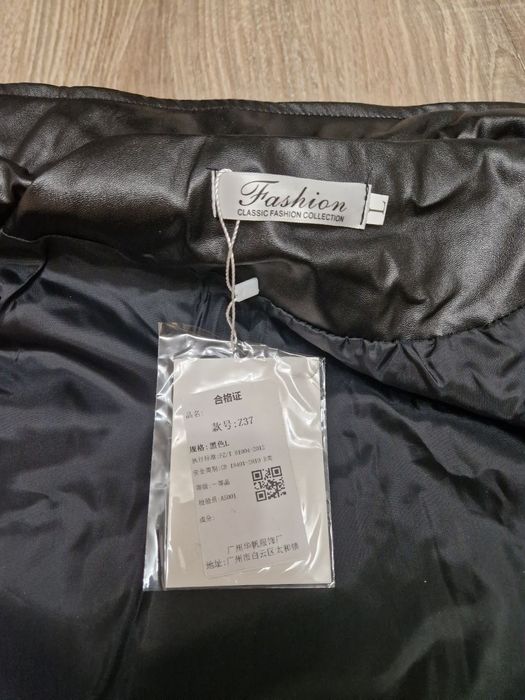 Fashion
CLASSIC FASHION COLLECTION
L
合格证
品名:
款号:Z37
规格:黑色L
执行标准:FZ/T 81004-2012
安全类别:GB 18401-2010 B类
等级:一等品
检验员:AS001
成分:
广州华帆服饰厂
地址:广州市白云区太和镇